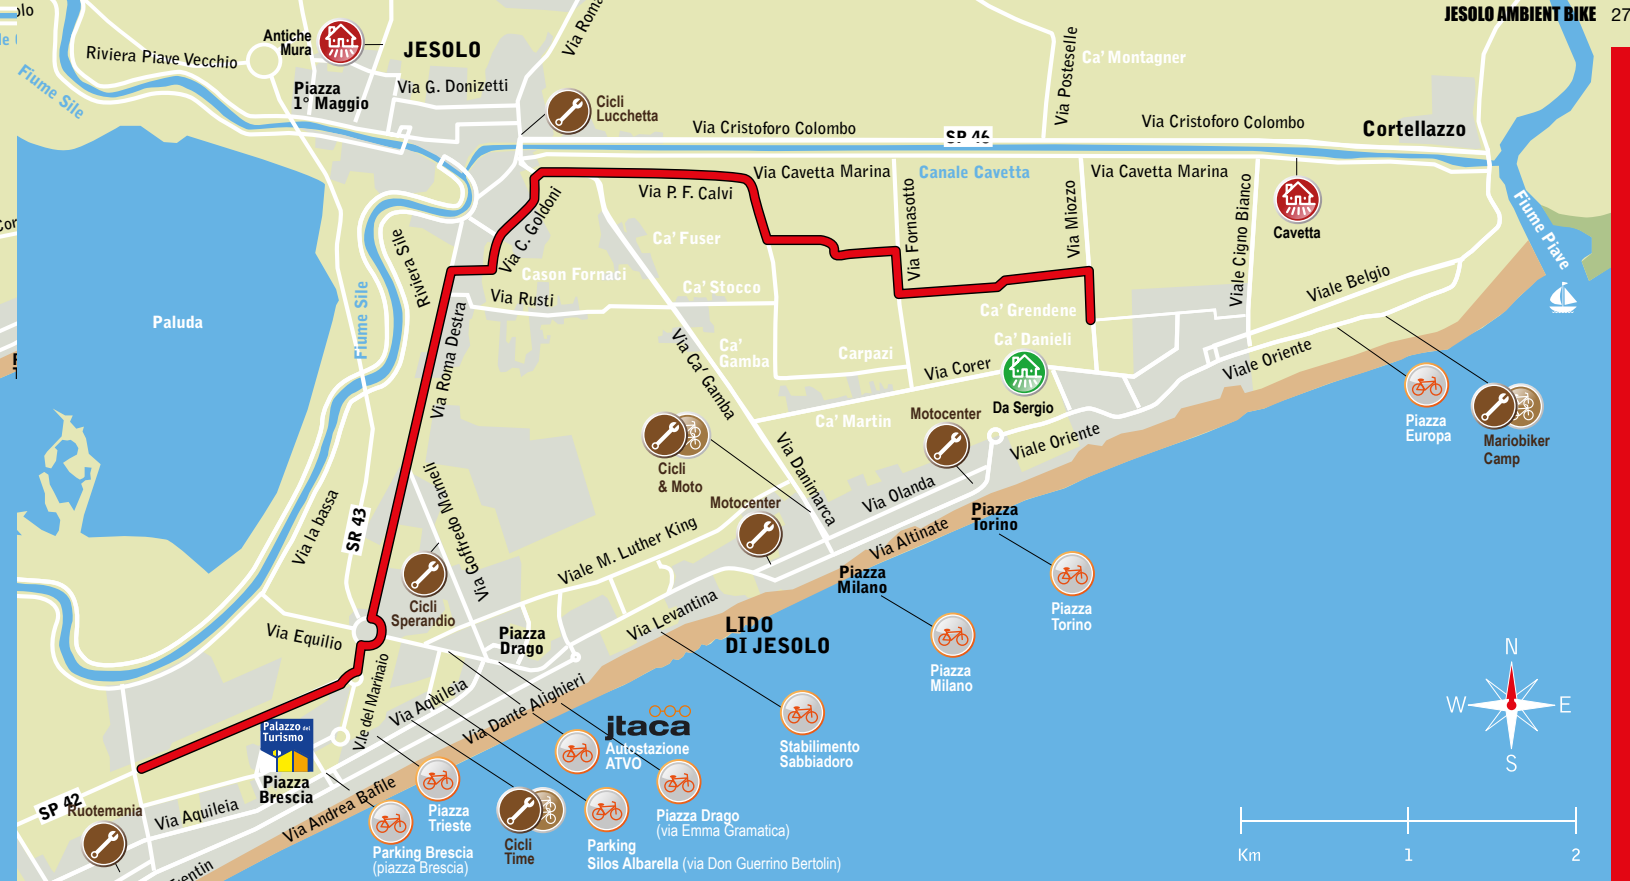 JESOLO AMBIENT BIKE 27
Antiche
Mura
JESOLO
Riviera Piave Vecchio
Fiume Sile
Piazza
1° Maggio
Via G. Donizetti
Via Roma
Cicli
Lucchetta
Via Cristoforo Colombo
SP 46
Via Posteselle
Ca' Montagner
Via Cristoforo Colombo
Cortellazzo
Via Cavetta Marina
Canale Cavetta
Via Cavetta Marina
Via P. F. Calvi
Via C. Goldoni
Ca' Fuser
Via Fornasotto
Via Miozzo
Viale Cigno Bianco
Cavetta
Fiume Piave
Riviera Sile
Cason Fornaci
Via Rusti
Ca' Stocco
Ca' Grendene
Viale Belgio
Paluda
Fiume Sile
Via Roma Destra
Via Ca' Gamba
Ca'
Gamba
Carpazi
Ca' Danieli
Via Corer
Da Sergio
Viale Oriente
Ca' Martin
Motocenter
Viale Oriente
Piazza
Europa
Mariobiker
Camp
Cicli
& Moto
Via Danimarca
Motocenter
Via Olanda
Via Altinate
Piazza
Torino
Via la bassa
SR 43
Via Goffredo Mameli
Viale M. Luther King
Piazza
Milano
Cicli
Sperandio
Piazza
Torino
Via Equilio
Piazza
Drago
Via Levantina
LIDO
DI JESOLO
Piazza
Milano
V.le del Marinaio
Via Aquileia
Via Dante Alighieri
jtaca
Autostazione
ATVO
Stabilimento
Sabbiadoro
Palazzo del
Turismo
Piazza
Brescia
SP 42
Ruotemania
Via Aquileia
Via Andrea Bafile
Piazza
Trieste
Parking Brescia
(piazza Brescia)
Cicli
Time
Piazza Drago
(via Emma Gramatica)
Parking
Silos Albarella (via Don Guerrino Bertolin)
N
W E
S
Km 1 2